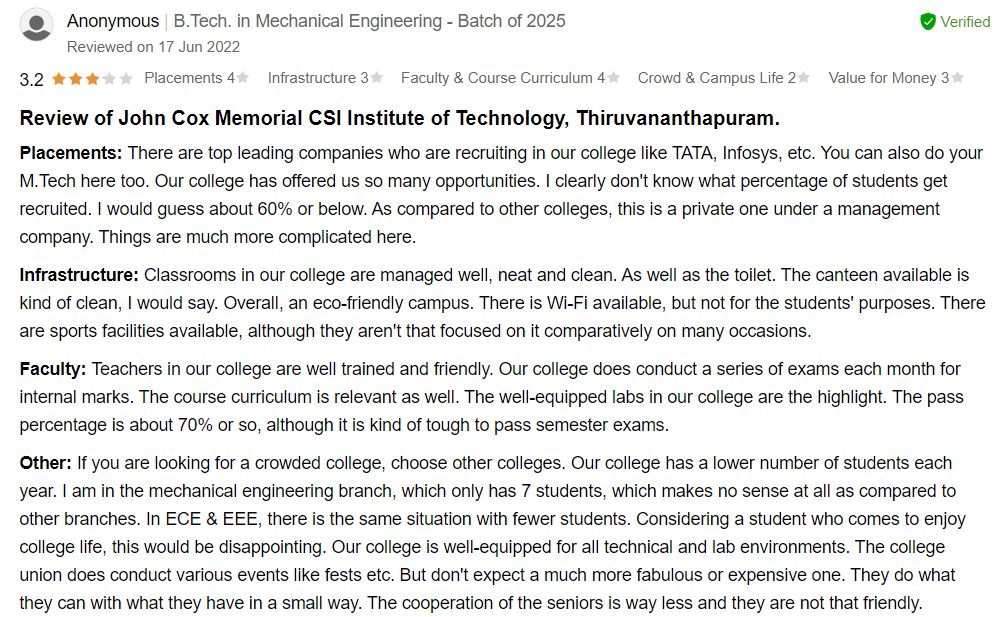 Anonymous | B.Tech. in Mechanical Engineering - Batch of 2025
Verified
Reviewed on 17 Jun 2022
3.2 Placements 4 Infrastructure 3 Faculty & Course Curriculum 4 Crowd & Campus Life 2 Value for Money 3
Review of John Cox Memorial CSI Institute of Technology, Thiruvananthapuram.
Placements: There are top leading companies who are recruiting in our college like TATA, Infosys, etc. You can also do your
M.Tech here too. Our college has offered us so many opportunities. I clearly don't know what percentage of students get
recruited. I would guess about 60% or below. As compared to other colleges, this is a private one under a management
company. Things are much more complicated here.
Infrastructure: Classrooms in our college are managed well, neat and clean. As well as the toilet. The canteen available is
kind of clean, I would say. Overall, an eco-friendly campus. There is Wi-Fi available, but not for the students' purposes. There
are sports facilities available, although they aren't that focused on it comparatively on many occasions.
Faculty: Teachers in our college are well trained and friendly. Our college does conduct a series of exams each month for
internal marks. The course curriculum is relevant as well. The well-equipped labs in our college are the highlight. The pass
percentage is about 70% or so, although it is kind of tough to pass semester exams.
Other: If you are looking for a crowded college, choose other colleges. Our college has a lower number of students each
year. I am in the mechanical engineering branch, which only has 7 students, which makes no sense at all as compared to
other branches. In ECE & EEE, there is the same situation with fewer students. Considering a student who comes to enjoy
college life, this would be disappointing. Our college is well-equipped for all technical and lab environments. The college
union does conduct various events like fests etc. But don't expect a much more fabulous or expensive one. They do what
they can with what they have in a small way. The cooperation of the seniors is way less and they are not that friendly.